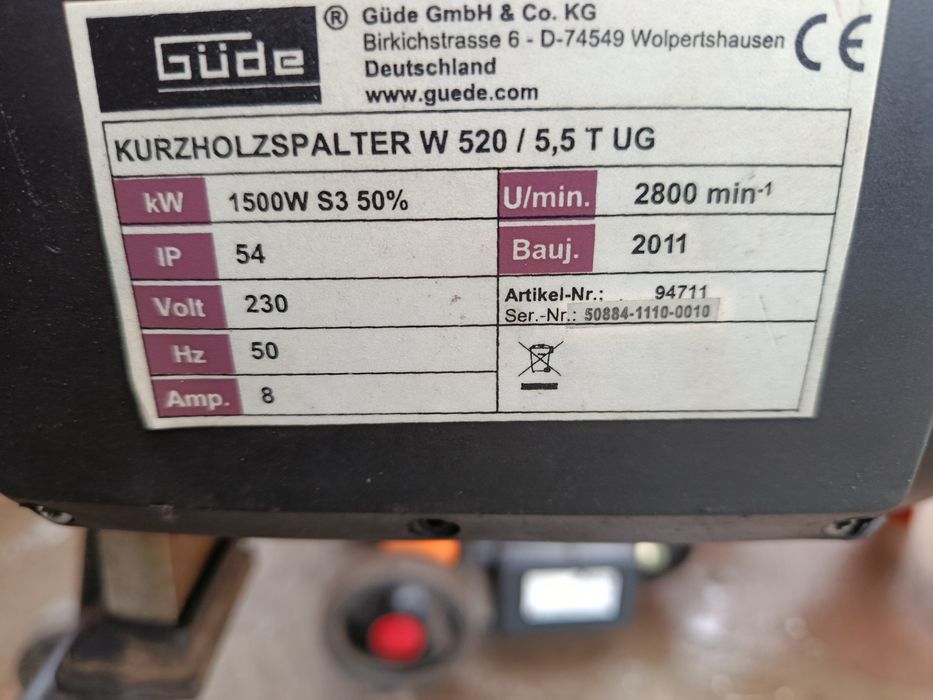 Güde ® Güde GmbH & Co. KG
Birkichstrasse 6 - D-74549 Wolpertshausen
Deutschland
www.guede.com
CE
KURZHOLZSPALTER W 520 / 5,5 T UG
kW 1500W S3 50% U/min. 2800 min-1
IP 54 Bauj. 2011
Volt 230 Artikel-Nr.: 94711
Ser.-Nr.: 50884-1110-0010
Hz 50
Amp. 8